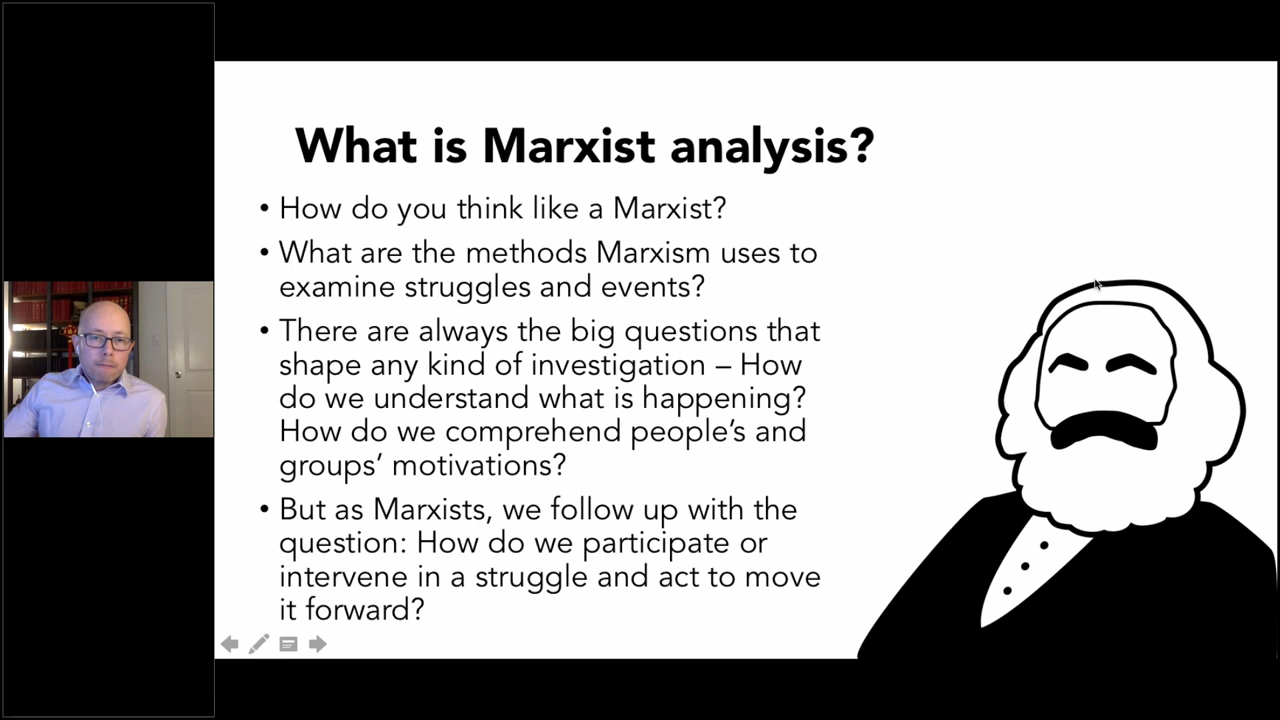 What is Marxist analysis?
• How do you think like a Marxist?
• What are the methods Marxism uses to
examine struggles and events?
• There are always the big questions that
shape any kind of investigation – How
do we understand what is happening?
How do we comprehend people’s and
groups’ motivations?
• But as Marxists, we follow up with the
question: How do we participate or
intervene in a struggle and act to move
it forward?